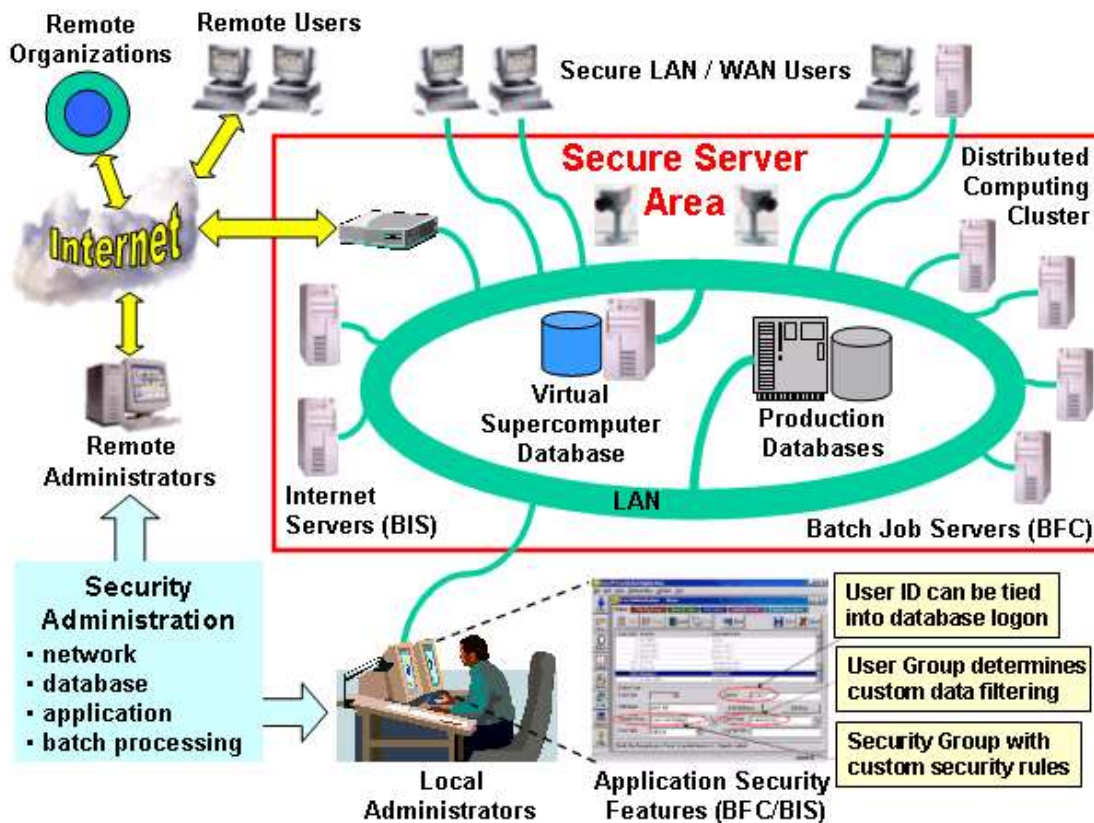 Remote
Organizations
Remote Users
Secure LAN / WAN Users
Secure Server
Area
Distributed
Computing
Cluster
Internet
Virtual
Supercomputer
Database
Production
Databases
Remote
Administrators
Internet
Servers (BIS)
LAN
Batch Job Servers (BFC)
Security
Administration
• network
• database
• application
• batch processing
User ID can be tied
into database logon
User Group determines
custom data filtering
Security Group with
custom security rules
Local
Administrators
Application Security
Features (BFC/BIS)